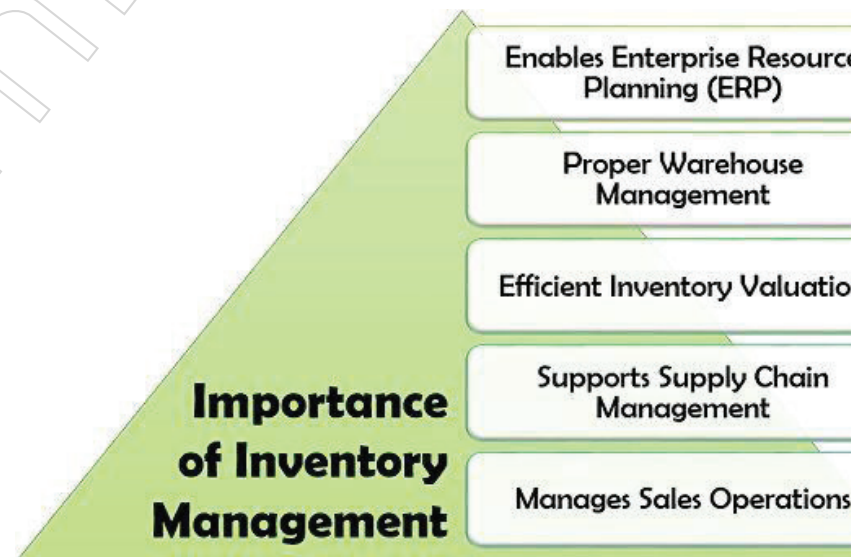 Importance
of Inventory
Management
Enables Enterprise Resource
Planning (ERP)
Proper Warehouse
Management
Efficient Inventory Valuatio
Supports Supply Chain
Management
Manages Sales Operations